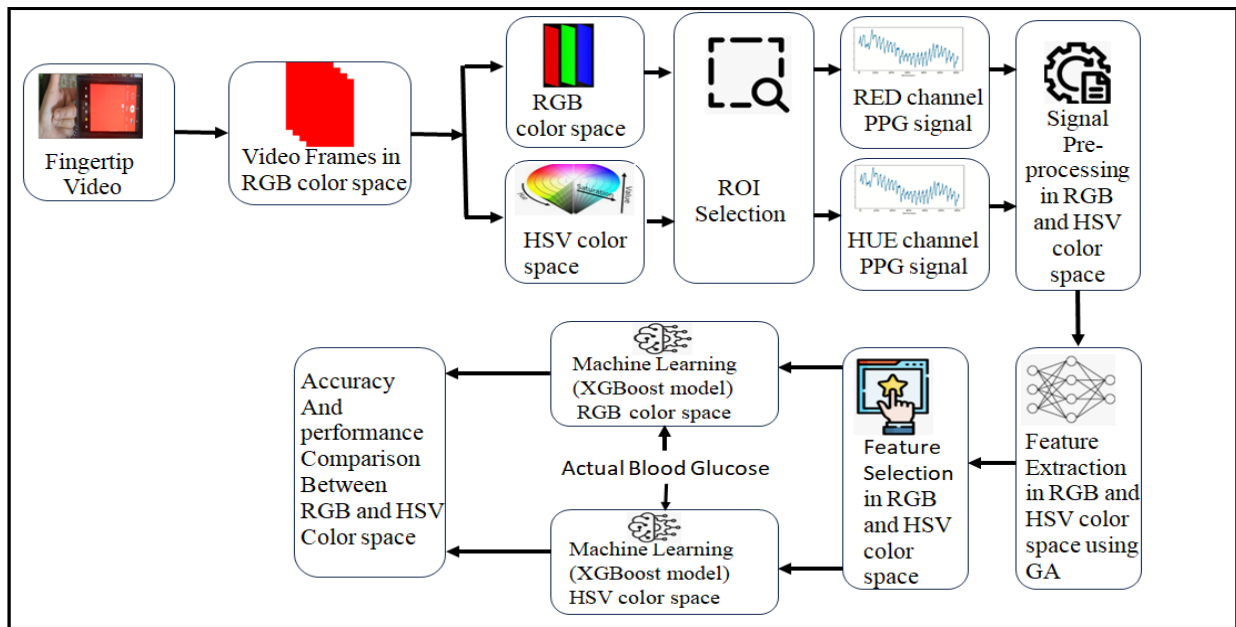 Fingertip
Video
Video Frames in
RGB color space
RGB
color space
Hue
Saturation
Value
HSV color
space
ROI
Selection
RED channel
PPG signal
HUE channel
PPG signal
Signal
Pre-
processing
in RGB
and HSV
color
space
Feature
Extraction
in RGB and
HSV color
space using
GA
Feature
Selection
in RGB
and HSV
color
space
Machine Learning
(XGBoost model)
RGB color space
Actual Blood Glucose
Machine Learning
(XGBoost model)
HSV color space
Accuracy
And
performance
Comparison
Between
RGB and HSV
Color space